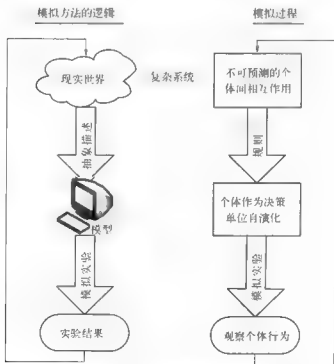 模拟方法的逻辑
模拟过程
现实世界
复杂系统
不可预测的个
体间相互作用
抽象描述
规则
模型
个体作为决策
单位自演化
模拟实验
模拟实验
实验结果
观察个体行为